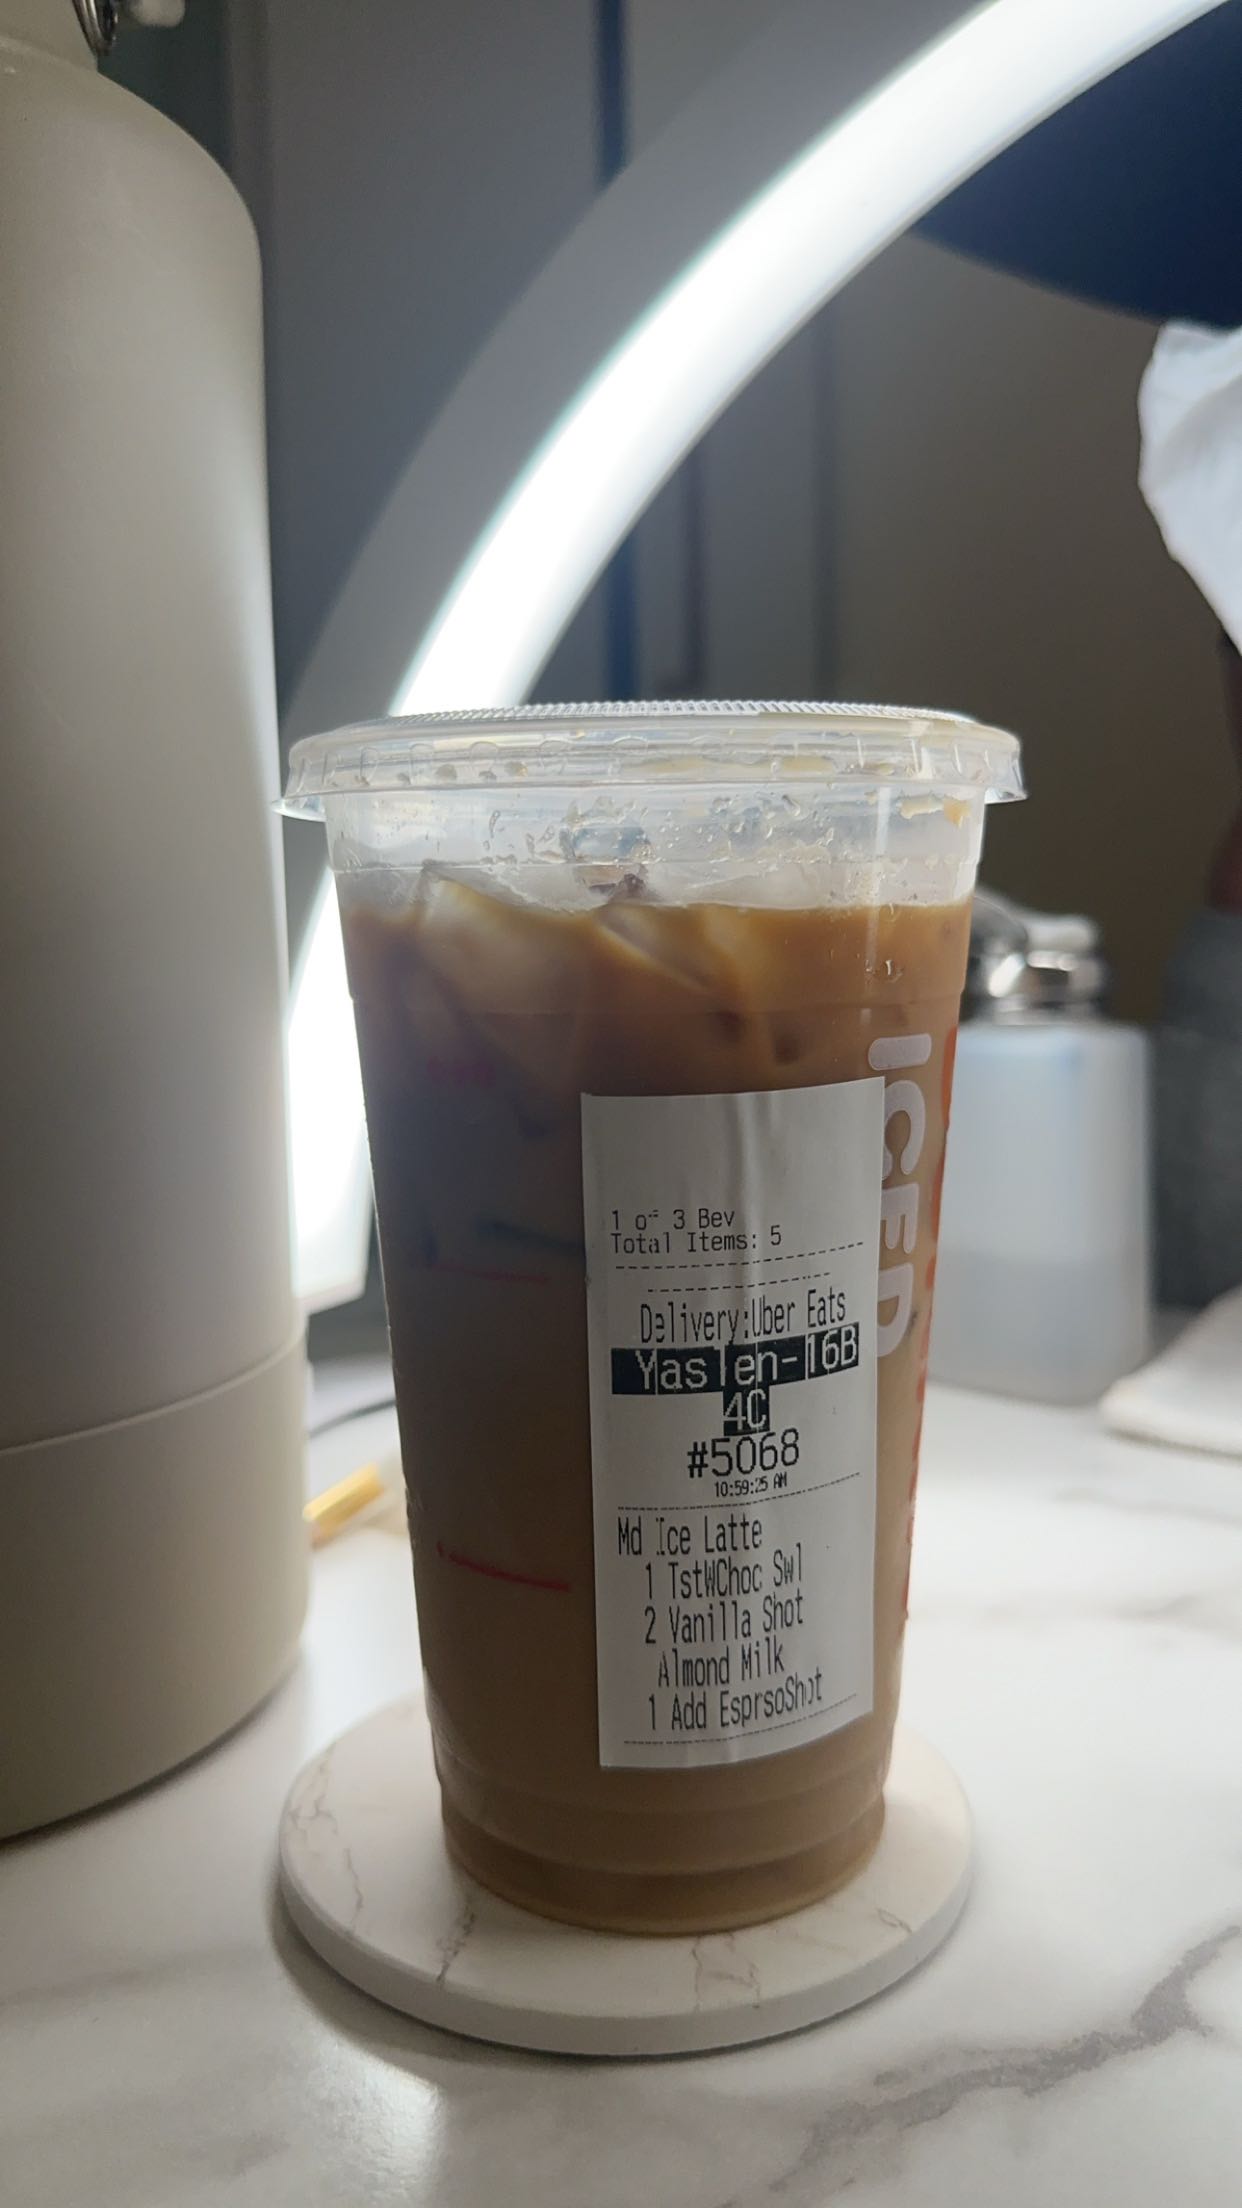 1 of 3 Bev
Total Items: 5
Delivery:Uber Eats
Yaslen-16B
4C
#5068
10:59:25 AM
Md Ice Latte
1 TstWChoc Swl
2 Vanilla Shot
Almond Milk
1 Add EsprsoShot
ICED